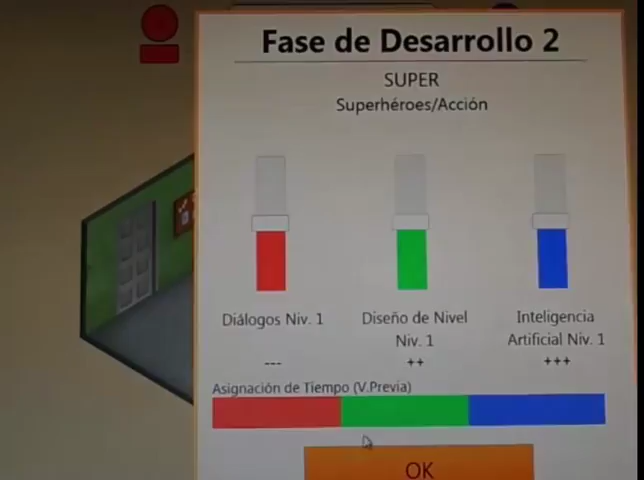 Fase de Desarrollo 2
SUPER
Superhéroes/Acción
Diálogos Niv. 1
Diseño de Nivel
Niv. 1
Inteligencia
Artificial Niv. 1
---
++
+++
Asignación de Tiempo (V.Previa)
OK